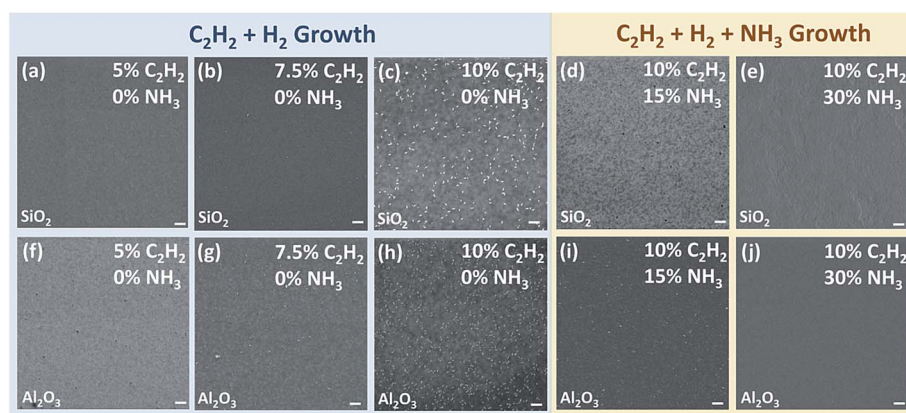 C₂H₂ + H₂ Growth
C₂H₂ + H₂ + NH₃ Growth
(a) 5% C₂H₂
0% NH₃
SiO₂
(b) 7.5% C₂H₂
0% NH₃
SiO₂
(c) 10% C₂H₂
0% NH₃
SiO₂
(d) 10% C₂H₂
15% NH₃
SiO₂
(e) 10% C₂H₂
30% NH₃
SiO₂
(f) 5% C₂H₂
0% NH₃
Al₂O₃
(g) 7.5% C₂H₂
0% NH₃
Al₂O₃
(h) 10% C₂H₂
0% NH₃
Al₂O₃
(i) 10% C₂H₂
15% NH₃
Al₂O₃
(j) 10% C₂H₂
30% NH₃
Al₂O₃